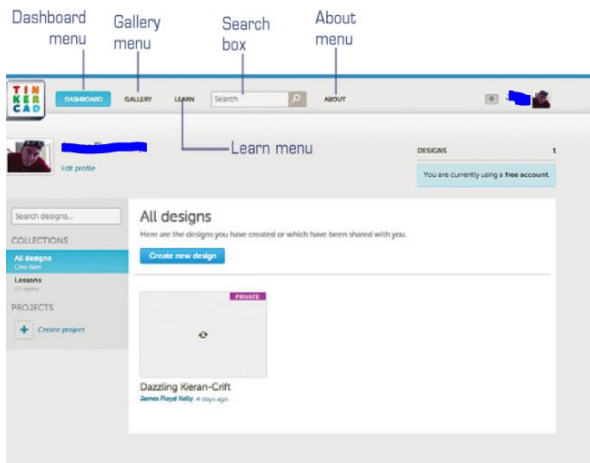 Dashboard menu
Gallery menu
Search box
About menu
TIN
KER
CAD
DASHBOARD
GALLERY
LEARN
Search
ABOUT
Learn menu
Edit profile
DESIGNS 1
You are currently using a free account.
Search designs...
COLLECTIONS
All designs
One item
Lessons
25 items
PROJECTS
+ Create project
All designs
Here are the designs you have created or which have been shared with you.
Create new design
PRIVATE
Dazzling Kieran-Crift
James Floyd Kelly 4 days ago